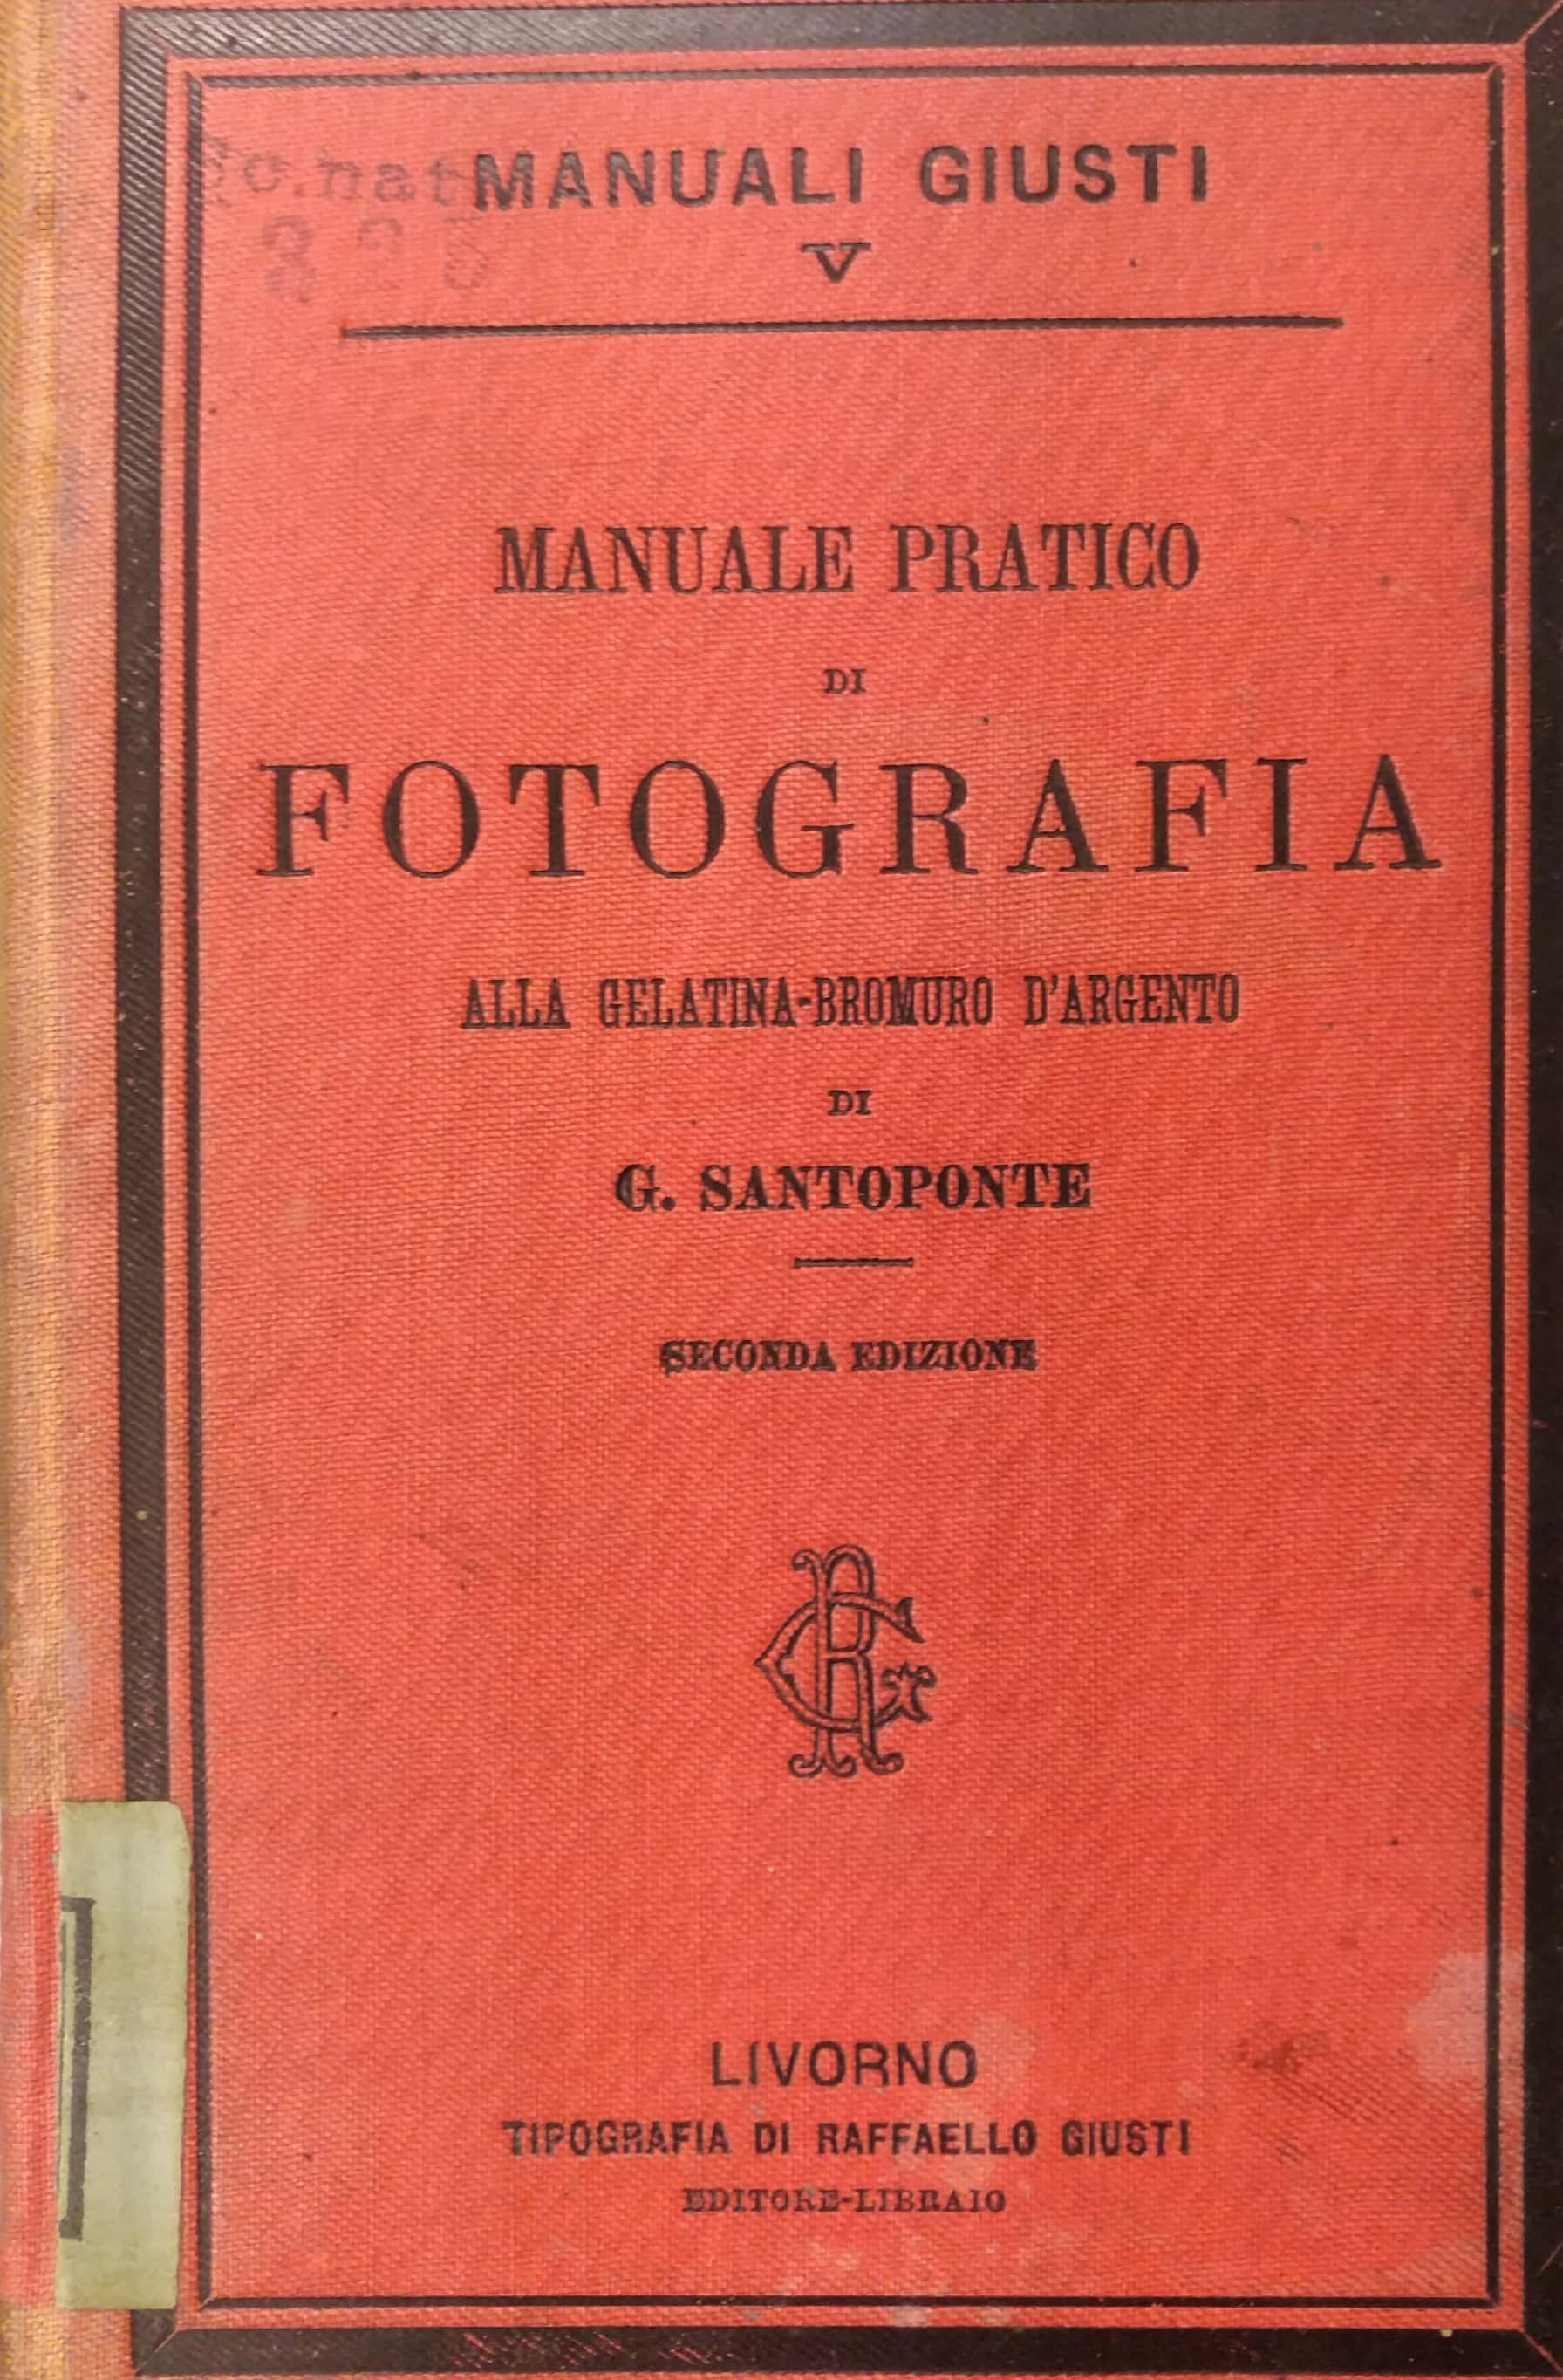 MANUALI GIUSTI
V
MANUALE PRATICO
DI
FOTOGRAFIA
ALLA GELATINA-BROMURO D'ARGENTO
DI
G. SANTOPONTE
SECONDA EDIZIONE
RG
LIVORNO
TIPOGRAFIA DI RAFFAELLO GIUSTI
EDITORE-LIBRAIO